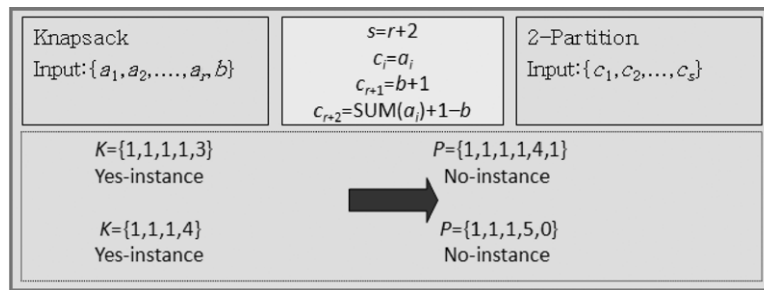 Knapsack
Input:{a₁,a₂,....,aᵣ,b}
s=r+2
cᵢ=aᵢ
cᵣ₊₁=b+1
cᵣ₊₂=SUM(aᵢ)+1−b
2−Partition
Input:{c₁,c₂,...,cₛ}
K={1,1,1,1,3}
Yes-instance
P={1,1,1,1,4,1}
No-instance
K={1,1,1,4}
Yes-instance
P={1,1,1,5,0}
No-instance